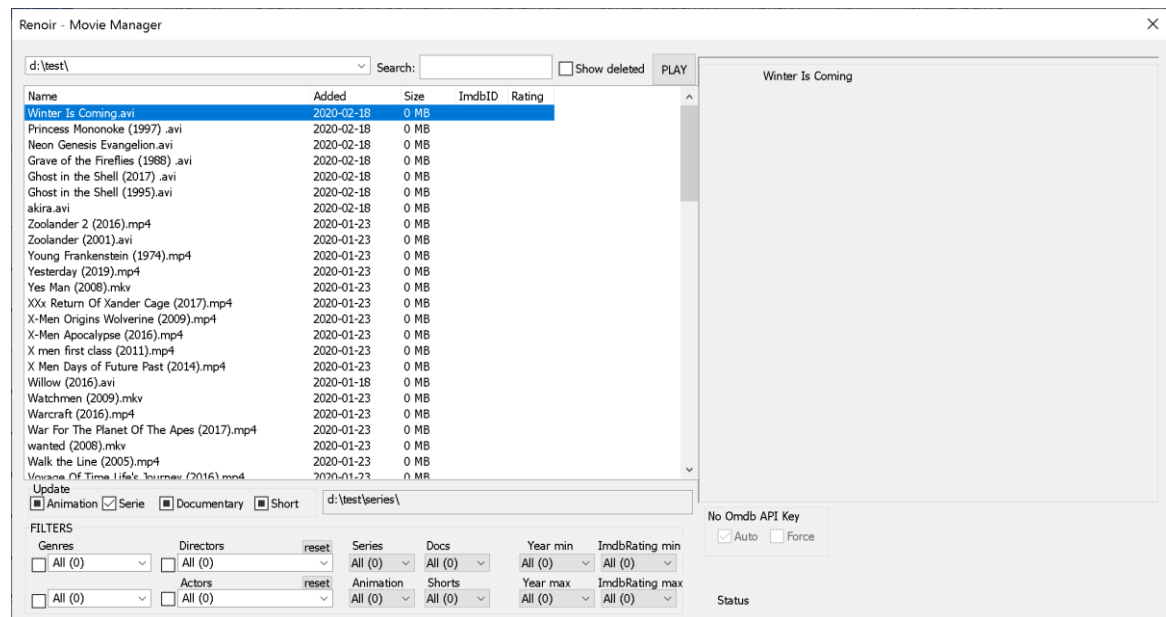 Renoir - Movie Manager
d:\test\ Search: Show deleted PLAY
Winter Is Coming
Name Added Size ImdbID Rating
Winter Is Coming.avi 2020-02-18 0 MB
Princess Mononoke (1997) .avi 2020-02-18 0 MB
Neon Genesis Evangelion.avi 2020-02-18 0 MB
Grave of the Fireflies (1988) .avi 2020-02-18 0 MB
Ghost in the Shell (2017) .avi 2020-02-18 0 MB
Ghost in the Shell (1995).avi 2020-02-18 0 MB
akira.avi 2020-02-18 0 MB
Zoolander 2 (2016).mp4 2020-01-23 0 MB
Zoolander (2001).avi 2020-01-23 0 MB
Young Frankenstein (1974).mp4 2020-01-23 0 MB
Yesterday (2019).mp4 2020-01-23 0 MB
Yes Man (2008).mkv 2020-01-23 0 MB
XXx Return Of Xander Cage (2017).mp4 2020-01-23 0 MB
X-Men Origins Wolverine (2009).mp4 2020-01-23 0 MB
X-Men Apocalypse (2016).mp4 2020-01-23 0 MB
X men first class (2011).mp4 2020-01-23 0 MB
X Men Days of Future Past (2014).mp4 2020-01-23 0 MB
Willow (2016).avi 2020-01-18 0 MB
Watchmen (2009).mkv 2020-01-23 0 MB
Warcraft (2016).mp4 2020-01-23 0 MB
War For The Planet Of The Apes (2017).mp4 2020-01-23 0 MB
wanted (2008).mkv 2020-01-23 0 MB
Walk the Line (2005).mp4 2020-01-23 0 MB
Voyage Of Time Life's Journey (2016).mp4 2020-01-23 0 MB
Update
Animation Serie Documentary Short d:\test\series\
No Omdb API Key
Auto Force
FILTERS
Genres Directors reset Series Docs Year min ImdbRating min
All (0) All (0) All (0) All (0) All (0) All (0)
Actors reset Animation Shorts Year max ImdbRating max
All (0) All (0) All (0) All (0) All (0) All (0)
Status